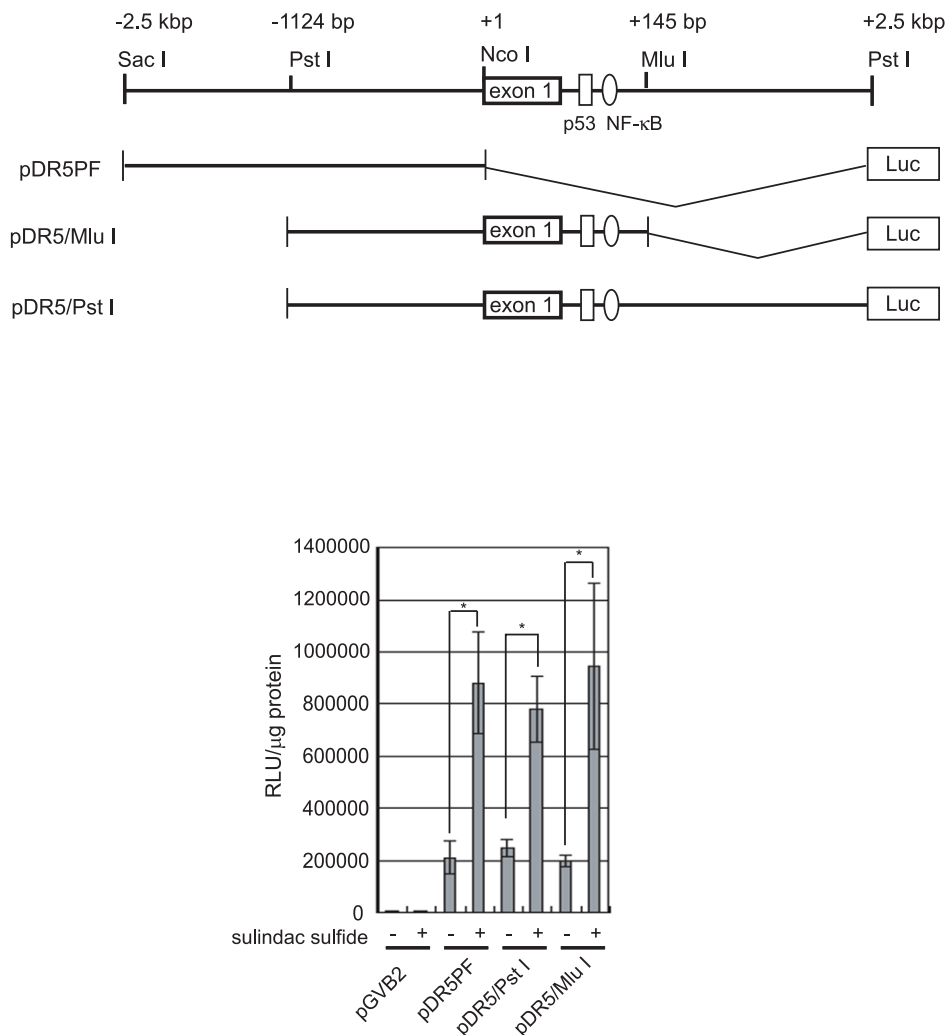 -2.5 kbp -1124 bp +1 +145 bp +2.5 kbp
Sac I Pst I Nco I Mlu I Pst I
exon 1
p53 NF-κB
pDR5PF Luc
pDR5/Mlu I exon 1 Luc
pDR5/Pst I exon 1 Luc
RLU/μg protein
1400000
1200000
1000000
800000
600000
400000
200000
0
* * *
sulindac sulfide - + - + - + - +
pGVB2 pDR5PF pDR5/Pst I pDR5/Mlu I